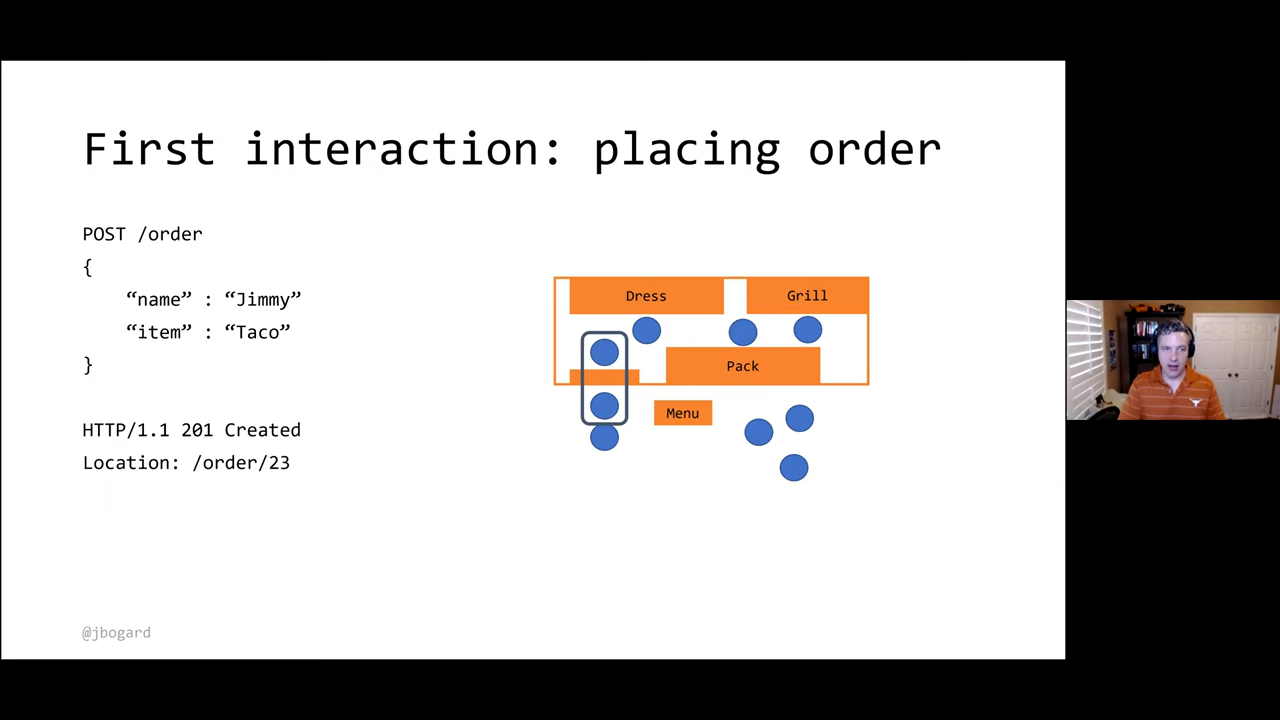 First interaction: placing order
POST /order
{
“name” : “Jimmy”
“item” : “Taco”
}
HTTP/1.1 201 Created
Location: /order/23
Dress
Grill
Pack
Menu
@jbogard